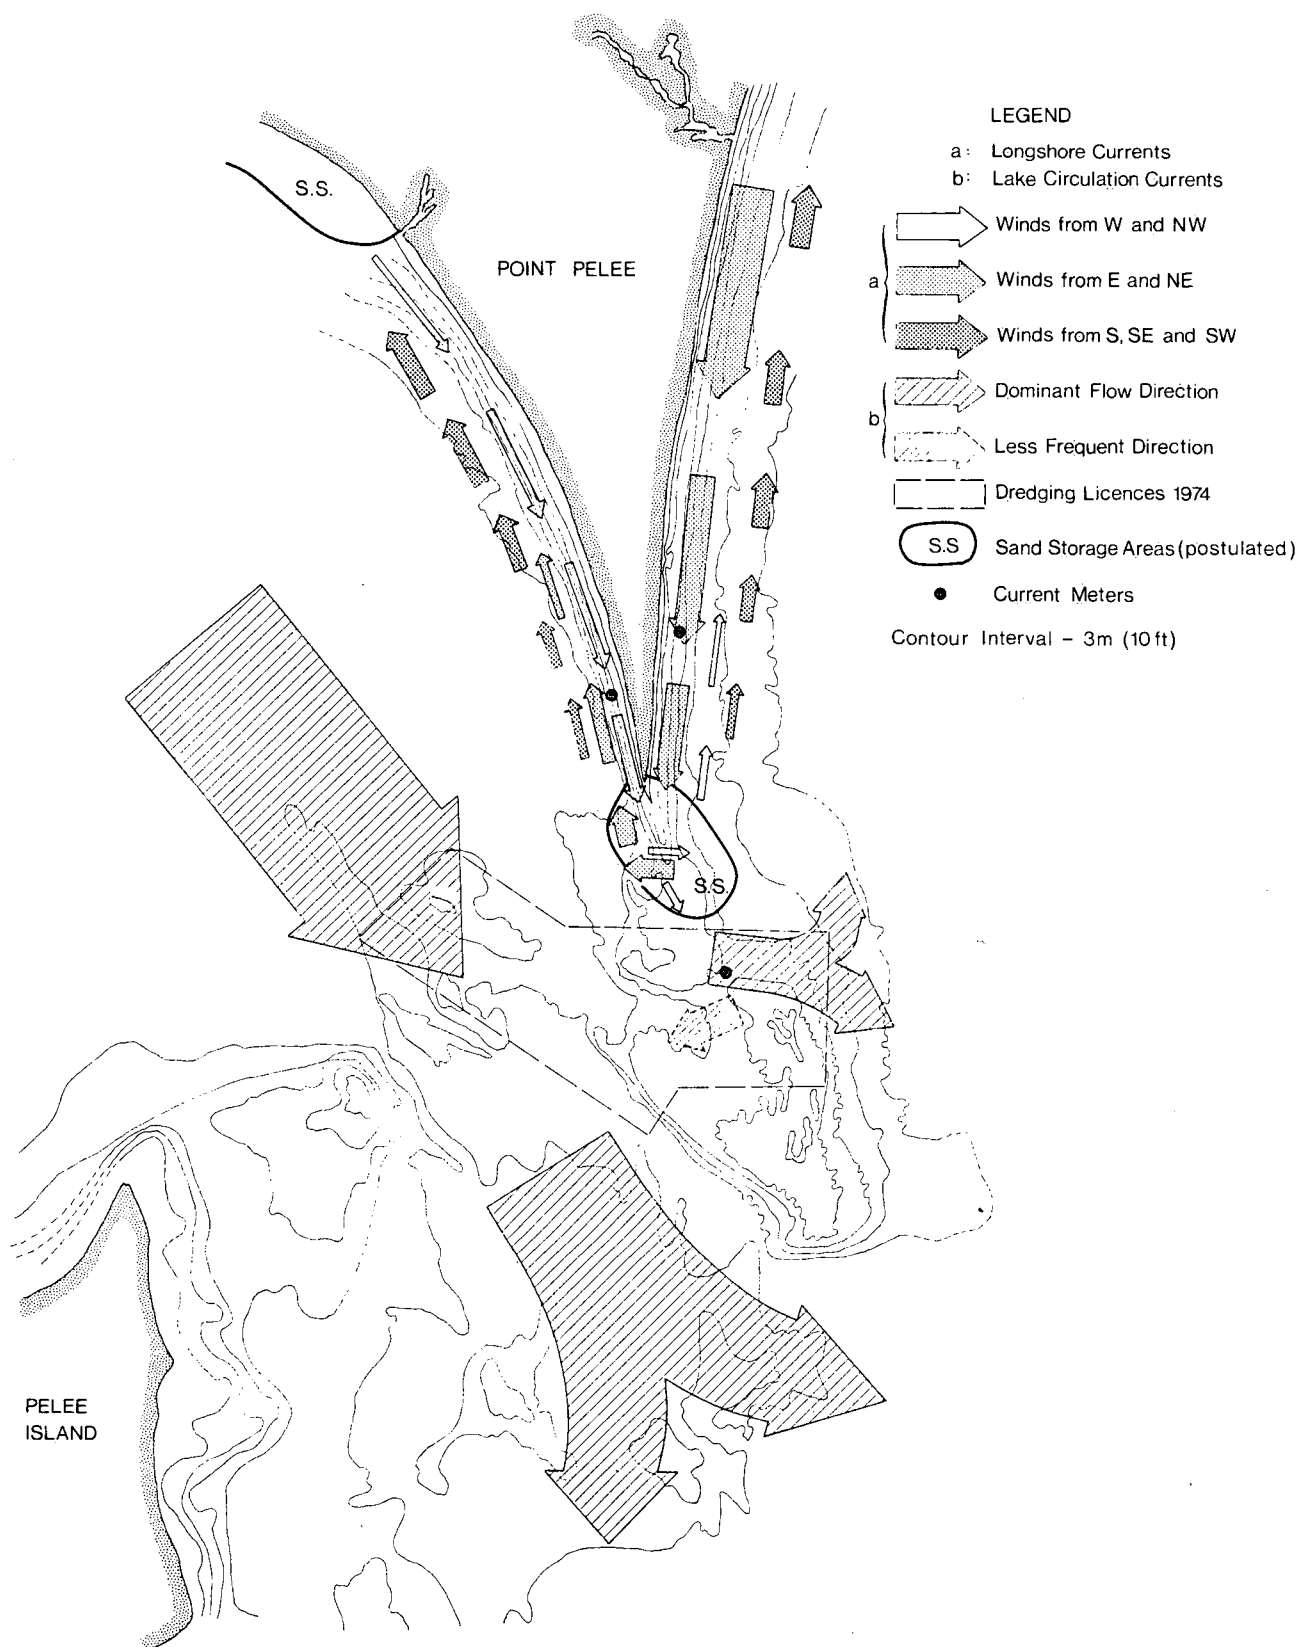 LEGEND
a: Longshore Currents
b: Lake Circulation Currents
S.S.
Winds from W and NW
POINT PELEE
a
Winds from E and NE
Winds from S, SE and SW
Dominant Flow Direction
b
Less Frequent Direction
Dredging Licences 1974
S.S
Sand Storage Areas (postulated)
Current Meters
Contour Interval – 3m (10 ft)
S.S.
PELEE
ISLAND